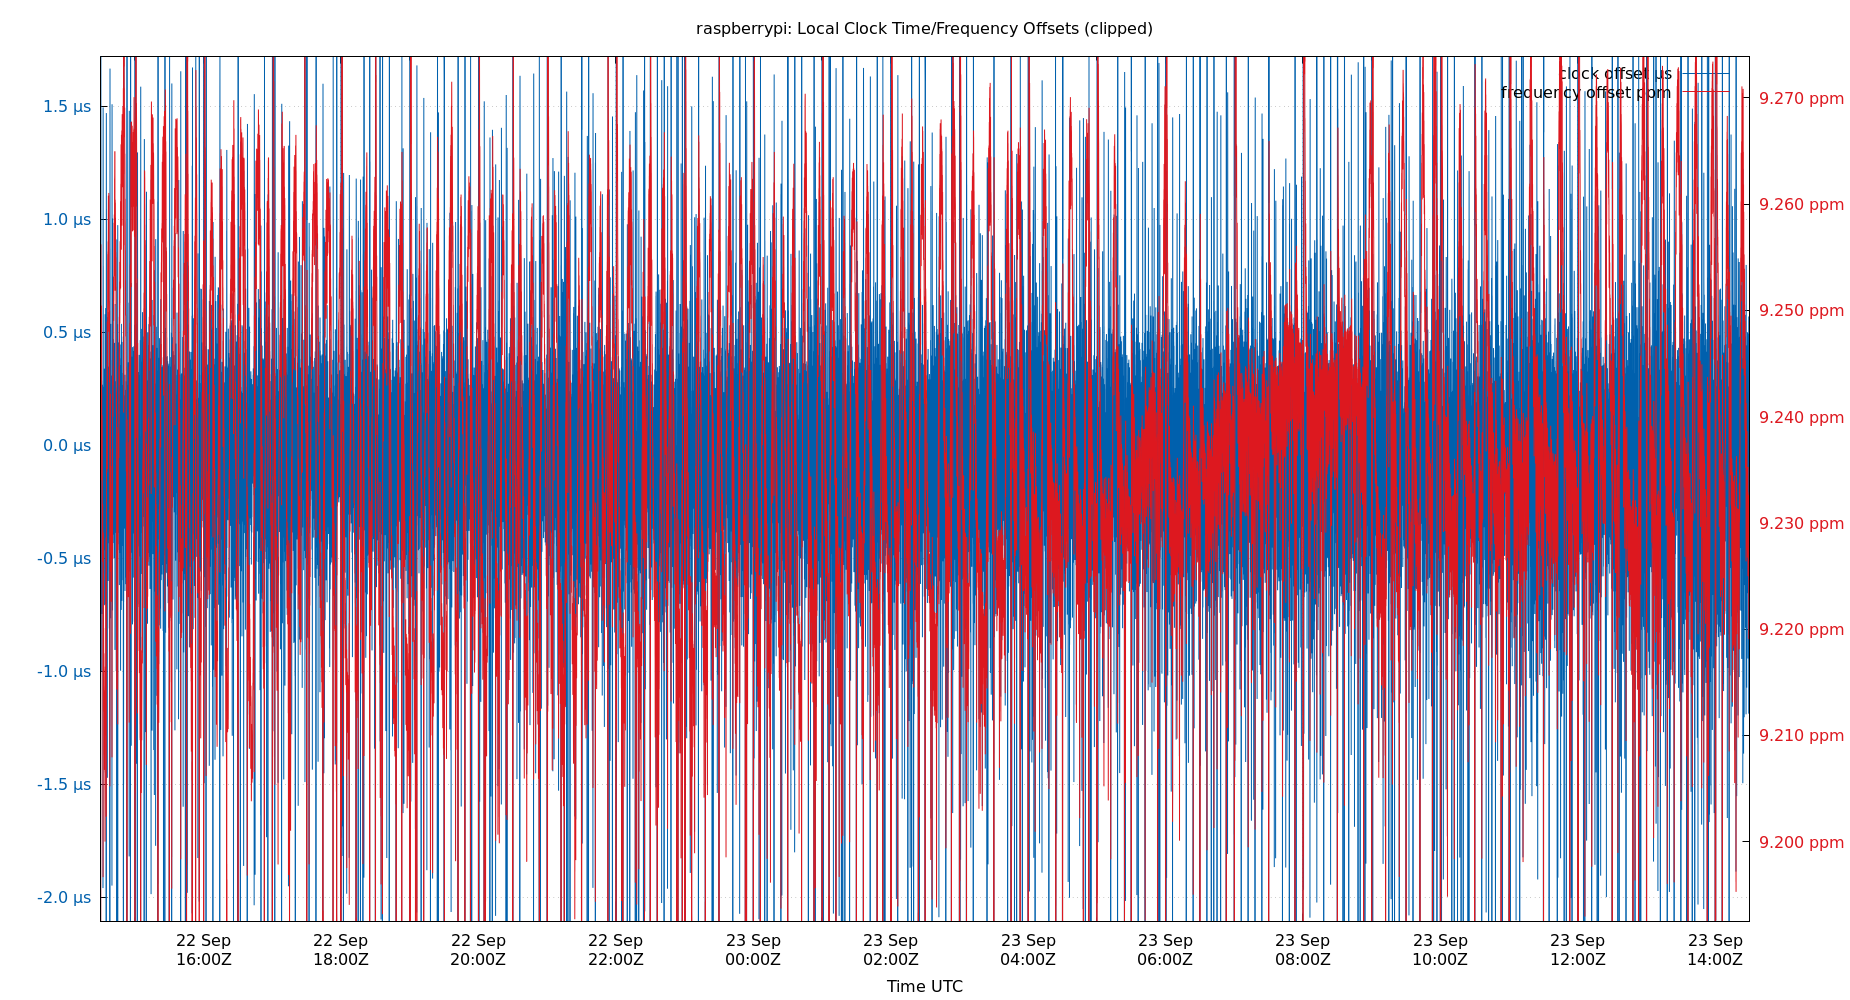 raspberrypi: Local Clock Time/Frequency Offsets (clipped)
clock offset µs
frequency offset ppm
1.5 µs
1.0 µs
0.5 µs
0.0 µs
-0.5 µs
-1.0 µs
-1.5 µs
-2.0 µs
9.270 ppm
9.260 ppm
9.250 ppm
9.240 ppm
9.230 ppm
9.220 ppm
9.210 ppm
9.200 ppm
22 Sep 22 Sep 22 Sep 22 Sep 23 Sep 23 Sep 23 Sep 23 Sep 23 Sep 23 Sep 23 Sep 23 Sep
16:00Z 18:00Z 20:00Z 22:00Z 00:00Z 02:00Z 04:00Z 06:00Z 08:00Z 10:00Z 12:00Z 14:00Z
Time UTC